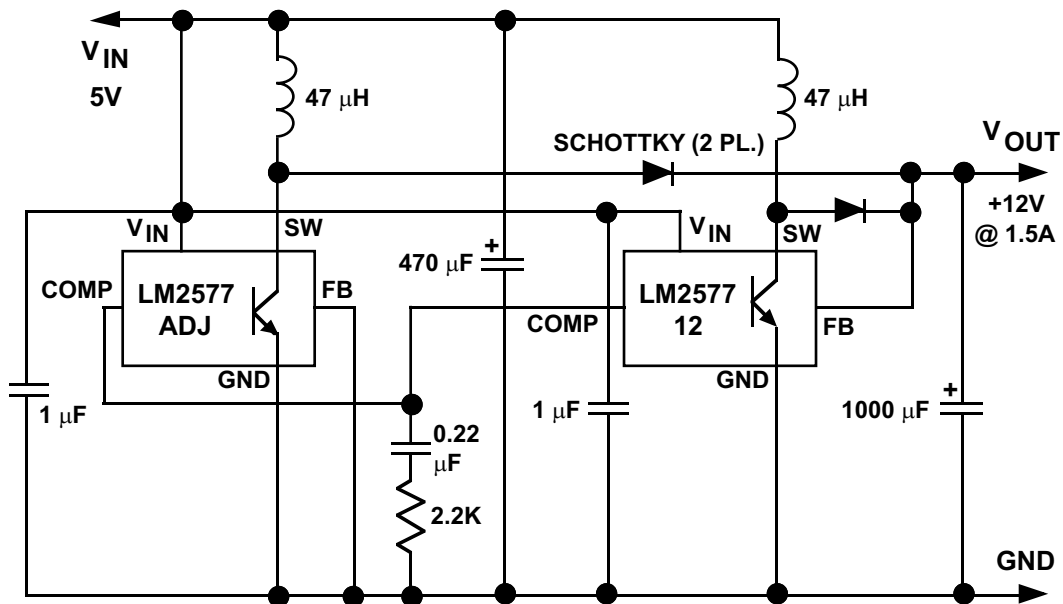 V IN
5V
47 μH
47 μH
SCHOTTKY (2 PL.)
V OUT
+12V
@ 1.5A
V IN
SW
V IN
SW
COMP
LM2577
ADJ
FB
470 μF
+
COMP
LM2577
12
FB
GND
GND
1 μF
0.22
μF
1 μF
1000 μF
+
2.2K
GND